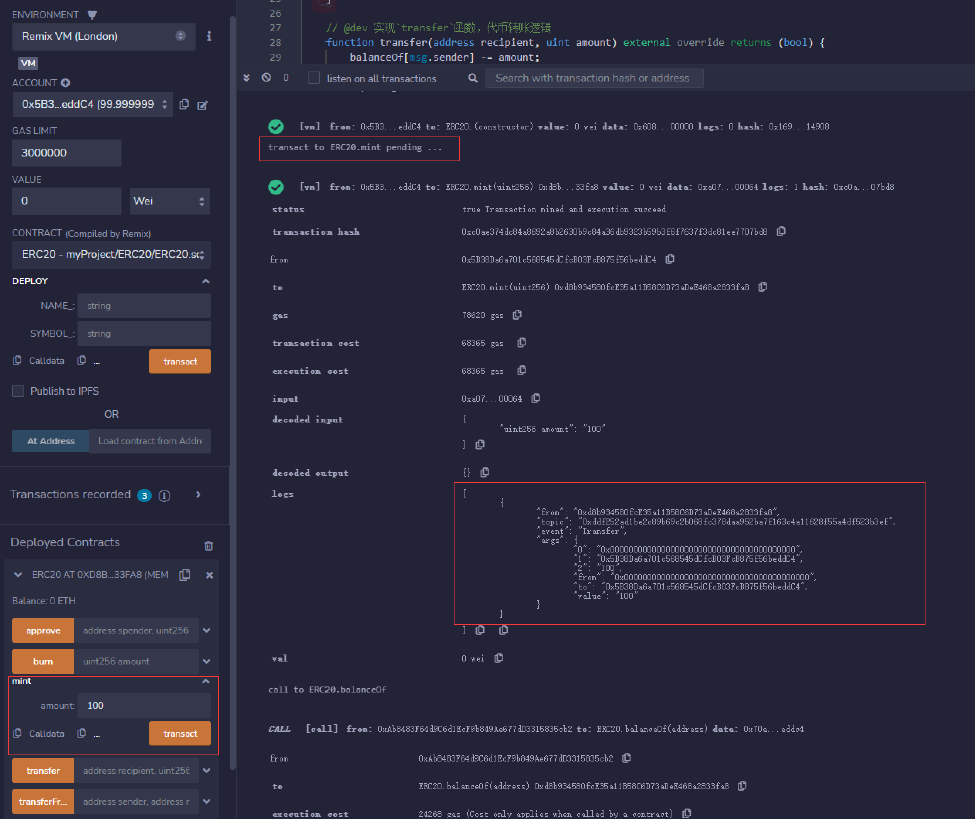 ENVIRONMENT
Remix VM (London)
VM
ACCOUNT
0x5B3...eddC4 (99.999999
GAS LIMIT
3000000
VALUE
0
Wei
CONTRACT (Compiled by Remix)
ERC20 - myProject/ERC20/ERC20.sc
DEPLOY
NAME_: string
SYMBOL_: string
Calldata ...
transact
Publish to IPFS
OR
At Address
Load contract from Addre
Transactions recorded 3 i
Deployed Contracts
ERC20 AT 0XD8B...33FA8 (MEM
Balance: 0 ETH
approve address spender, uint256
burn uint256 amount
mint
amount: 100
Calldata ...
transact
transfer address recipient, uint256
transferFr... address sender, address r
26
27 // @dev 实现`transfer`函数，代币转账逻辑
28 function transfer(address recipient, uint amount) external override returns (bool) {
29 balanceOf[msg.sender] -= amount;
0 listen on all transactions Search with transaction hash or address
[vm] from: 0x5B3...eddC4 to: ERC20.(constructor) value: 0 wei data: 0x608...00000 logs: 0 hash: 0x169...14908
transact to ERC20.mint pending ...
[vm] from: 0x5B3...eddC4 to: ERC20.mint(uint256) 0xd8b...33fa8 value: 0 wei data: 0xa07...00064 logs: 1 hash: 0xc0a...07bd8
status true Transaction mined and execution succeed
transaction hash
from 0x5B38Da6a701c568545dCfcB03FcB875f56beddC4
to ERC20.mint(uint256) 0xd8b934580fcE35a11B58C6D73aDeE468a2833fa8
gas 78620 gas
transaction cost 68365 gas
execution cost 68365 gas
input 0xa07...00064
decoded input {
"uint256 amount": "100"
}
decoded output {}
logs [
{
"from": "0xd8b934580fcE35a11B58C6D73aDeE468a2833fa8",
"topic": "0xddf252ad1be2c89b69c2b068fc378daa952ba7f163c4a11628f55a4df523b3ef",
"event": "Transfer",
"args": {
"0": "0x0000000000000000000000000000000000000000",
"1": "0x5B38Da6a701c568545dCfcB03FcB875f56beddC4",
"2": "100",
"from": "0x0000000000000000000000000000000000000000",
"to": "0x5B38Da6a701c568545dCfcB03FcB875f56beddC4",
"value": "100"
}
}
]
val 0 wei
call to ERC20.balanceOf
CALL [call] from: 0xAb8483F64d9C6d1EcF9b849Ae677dD3315835cb2 to: ERC20.balanceOf(address) data: 0x70a...eddc4
from 0xAb8483F64d9C6d1EcF9b849Ae677dD3315835cb2
to ERC20.balanceOf(address) 0xd8b934580fcE35a11B58C6D73aDeE468a2833fa8
execution cost 24268 gas (Cost only applies when called by a contract)